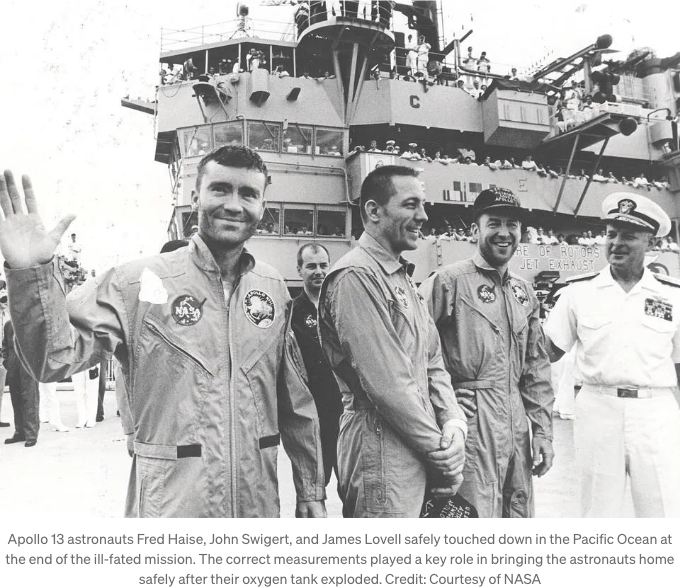 C
E
RE OF ROTORS
JET EXHAUST
NASA
NASA
Apollo 13 astronauts Fred Haise, John Swigert, and James Lovell safely touched down in the Pacific Ocean at
the end of the ill-fated mission. The correct measurements played a key role in bringing the astronauts home
safely after their oxygen tank exploded. Credit: Courtesy of NASA